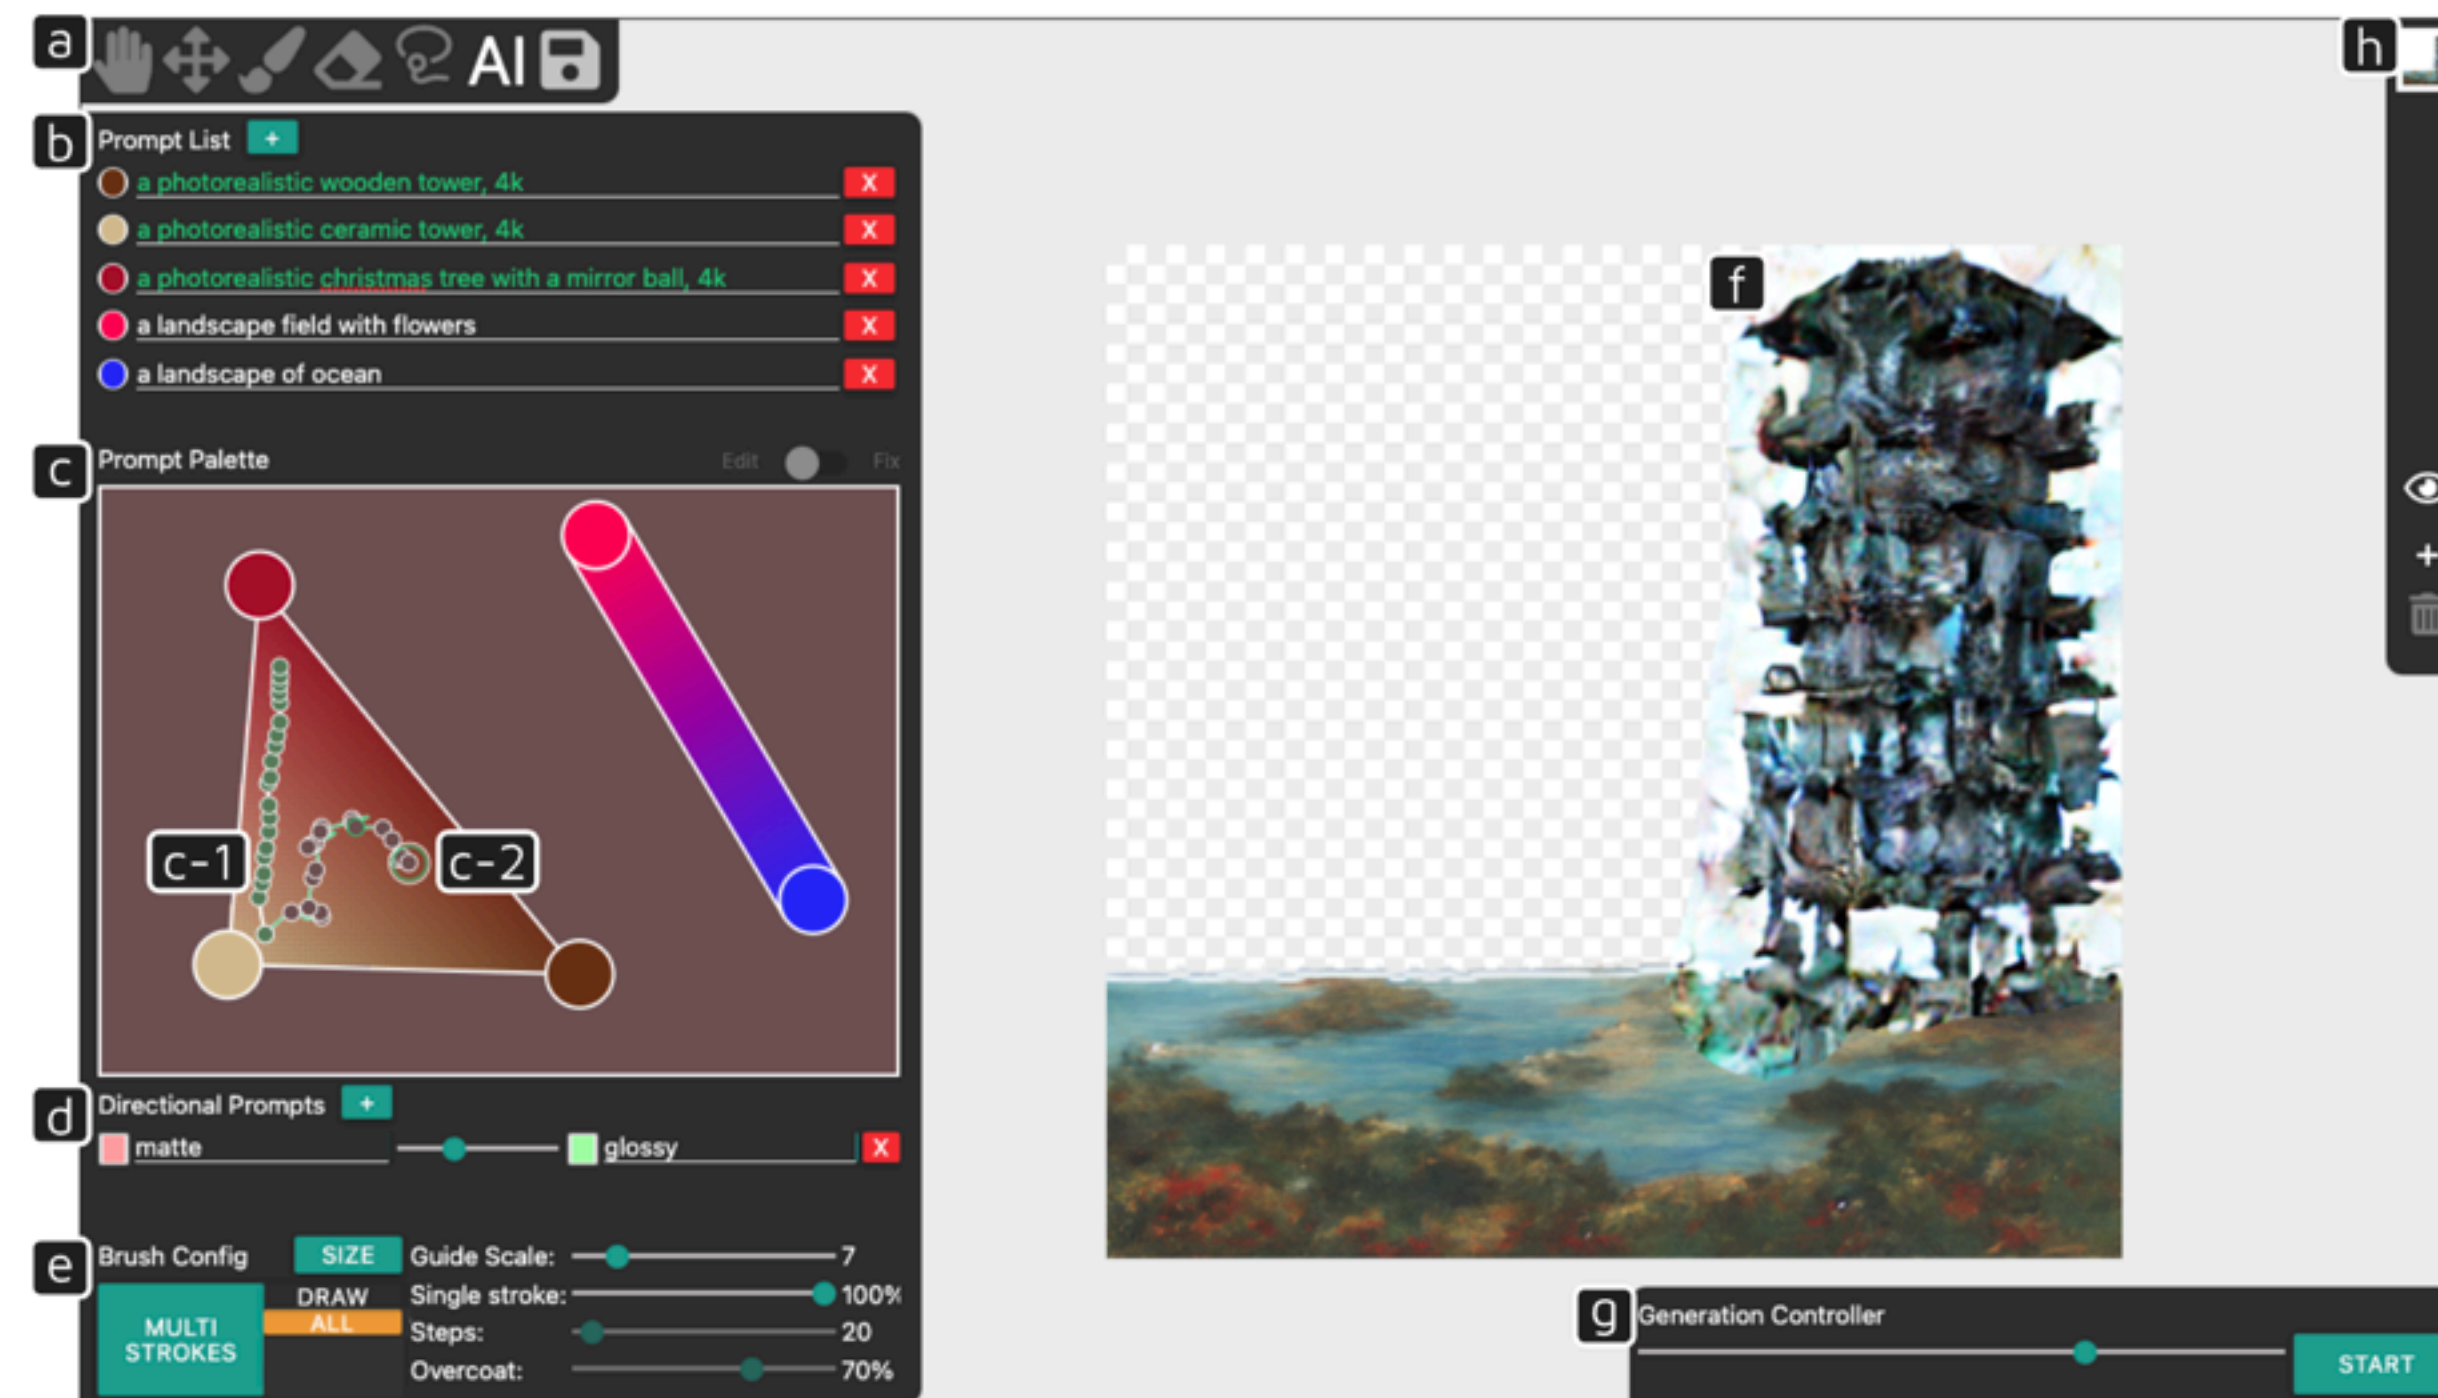 a
AI
h
b
Prompt List +
a photorealistic wooden tower, 4k X
a photorealistic ceramic tower, 4k X
a photorealistic christmas tree with a mirror ball, 4k X
a landscape field with flowers X
a landscape of ocean X
f
c
Prompt Palette Edit Fix
c-1 c-2
d
Directional Prompts +
matte glossy X
e
Brush Config SIZE Guide Scale: 7
DRAW Single stroke: 100%
MULTI STROKES ALL Steps: 20
Overcoat: 70%
g
Generation Controller
START